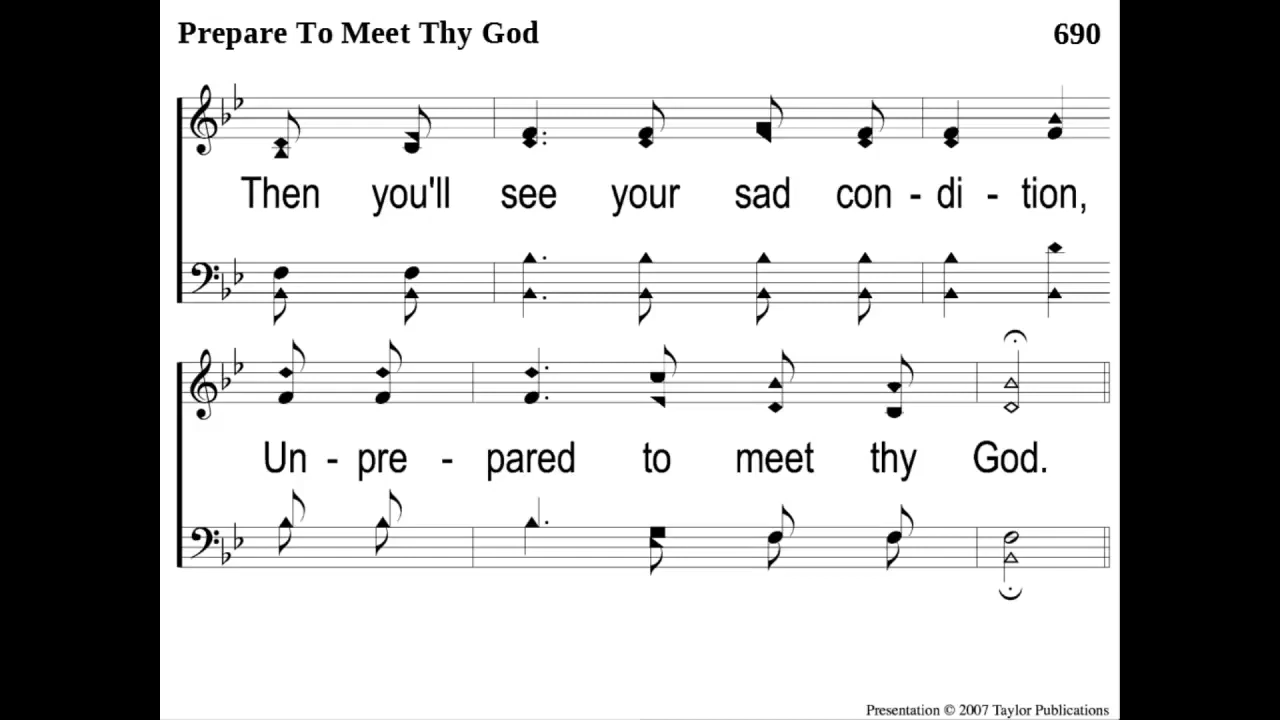 Prepare To Meet Thy God 690
Then you'll see your sad con - di - tion,
Un - pre - pared to meet thy God.
Presentation © 2007 Taylor Publications